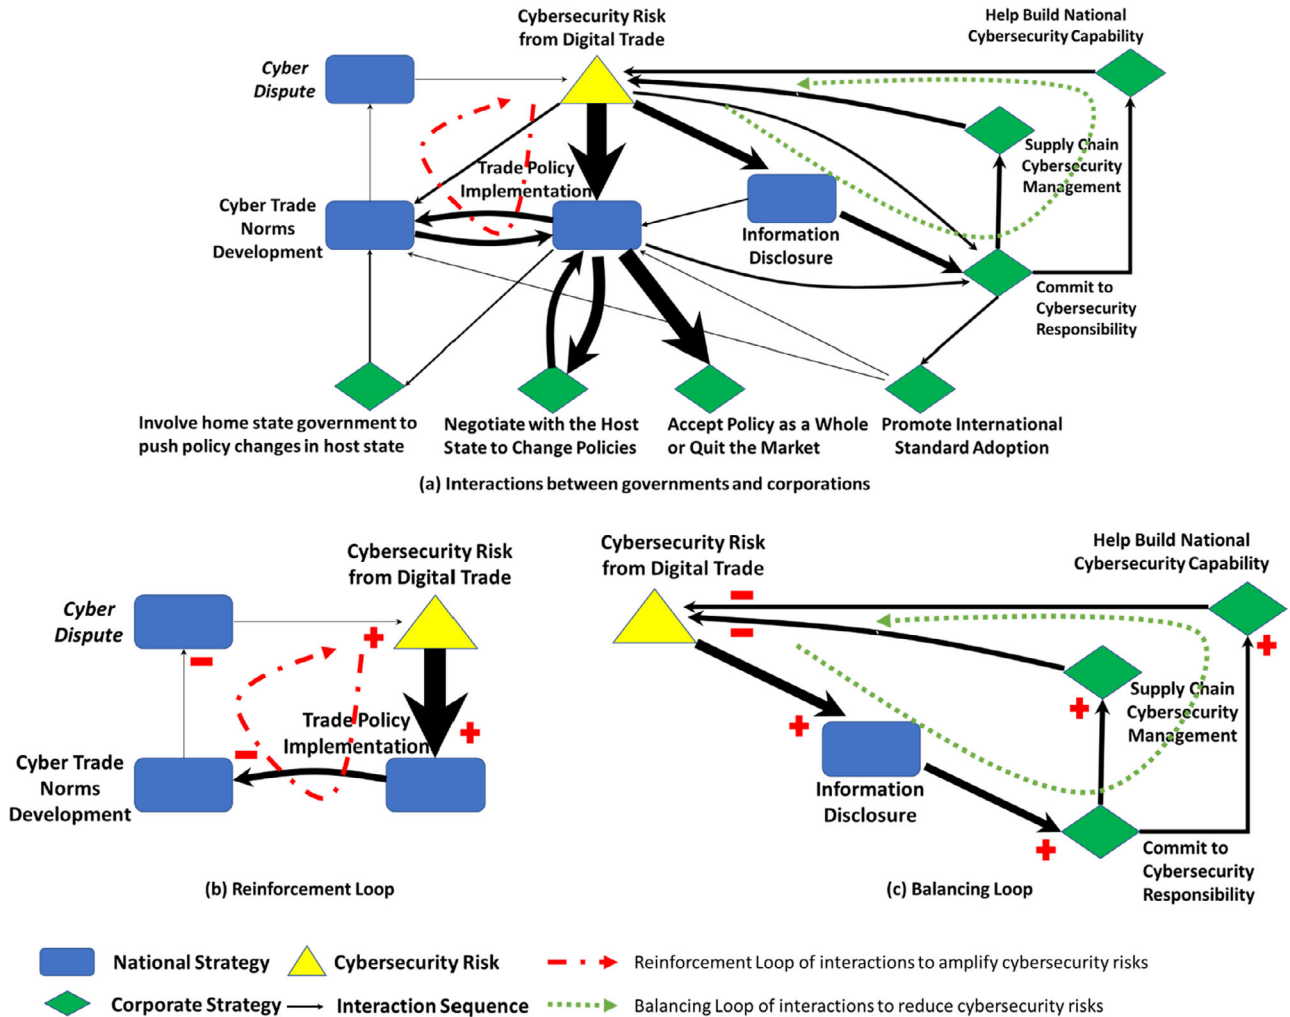 Cybersecurity Risk
from Digital Trade
Help Build National
Cybersecurity Capability
Cyber
Dispute
Supply Chain
Cybersecurity
Management
Trade Policy
Implementation
Cyber Trade
Norms
Development
Information
Disclosure
Commit to
Cybersecurity
Responsibility
Involve home state government to
push policy changes in host state
Negotiate with the Host
State to Change Policies
Accept Policy as a Whole
or Quit the Market
Promote International
Standard Adoption
(a) Interactions between governments and corporations
Cybersecurity Risk
from Digital Trade
Cyber
Dispute
Trade Policy
Implementation
Cyber Trade
Norms
Development
(b) Reinforcement Loop
Cybersecurity Risk
from Digital Trade
Help Build National
Cybersecurity Capability
Supply Chain
Cybersecurity
Management
Information
Disclosure
Commit to
Cybersecurity
Responsibility
(c) Balancing Loop
National Strategy
Cybersecurity Risk
Reinforcement Loop of interactions to amplify cybersecurity risks
Corporate Strategy
Interaction Sequence
Balancing Loop of interactions to reduce cybersecurity risks